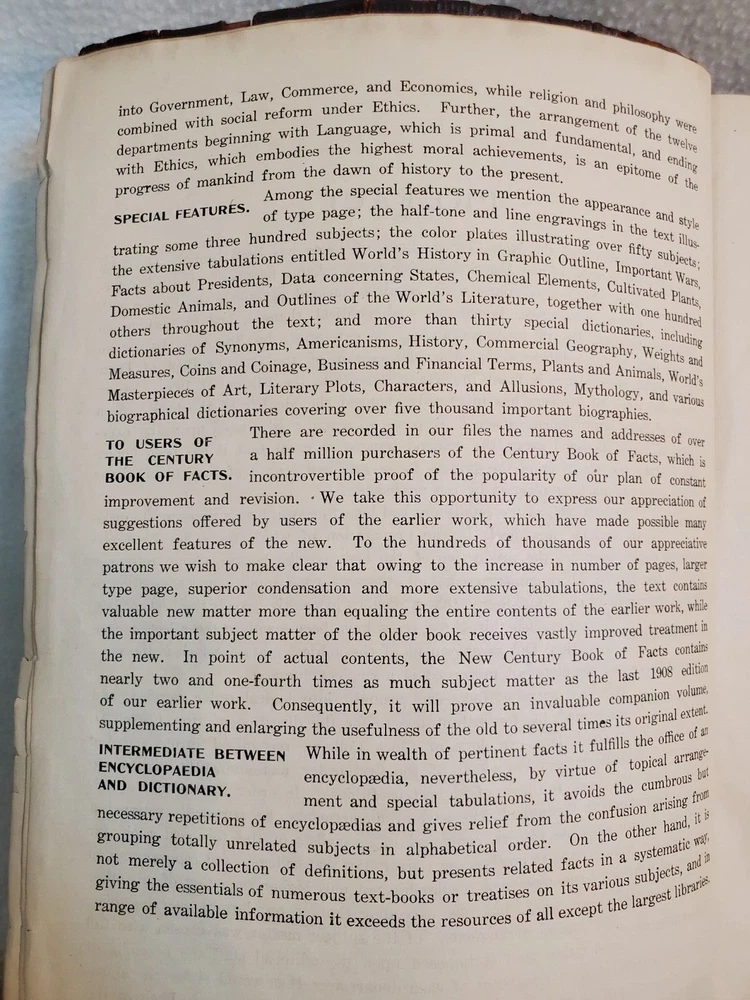 into Government, Law, Commerce, and Economics, while religion and philosophy were
combined with social reform under Ethics. Further, the arrangement of the twelve
departments beginning with Language, which is primal and fundamental, and ending
with Ethics, which embodies the highest moral achievements, is an epitome of the
progress of mankind from the dawn of history to the present.
SPECIAL FEATURES. Among the special features we mention the appearance and style
of type page; the half-tone and line engravings in the text illus-
trating some three hundred subjects; the color plates illustrating over fifty subjects;
the extensive tabulations entitled World's History in Graphic Outline, Important Wars,
Facts about Presidents, Data concerning States, Chemical Elements, Cultivated Plants,
Domestic Animals, and Outlines of the World's Literature, together with one hundred
others throughout the text; and more than thirty special dictionaries, including
dictionaries of Synonyms, Americanisms, History, Commercial Geography, Weights and
Measures, Coins and Coinage, Business and Financial Terms, Plants and Animals, World's
Masterpieces of Art, Literary Plots, Characters, and Allusions, Mythology, and various
biographical dictionaries covering over five thousand important biographies.
TO USERS OF
THE CENTURY
BOOK OF FACTS.
There are recorded in our files the names and addresses of over
a half million purchasers of the Century Book of Facts, which is
incontrovertible proof of the popularity of our plan of constant
improvement and revision. We take this opportunity to express our appreciation of
suggestions offered by users of the earlier work, which have made possible many
excellent features of the new. To the hundreds of thousands of our appreciative
patrons we wish to make clear that owing to the increase in number of pages, larger
type page, superior condensation and more extensive tabulations, the text contains
valuable new matter more than equaling the entire contents of the earlier work, while
the important subject matter of the older book receives vastly improved treatment in
the new. In point of actual contents, the New Century Book of Facts contains
nearly two and one-fourth times as much subject matter as the last 1908 edition
of our earlier work. Consequently, it will prove an invaluable companion volume,
supplementing and enlarging the usefulness of the old to several times its original extent.
INTERMEDIATE BETWEEN
ENCYCLOPAEDIA
AND DICTIONARY.
While in wealth of pertinent facts it fulfills the office of an
encyclopædia, nevertheless, by virtue of topical arrange-
ment and special tabulations, it avoids the cumbrous but
necessary repetitions of encyclopædias and gives relief from the confusion arising from
grouping totally unrelated subjects in alphabetical order. On the other hand, it is
not merely a collection of definitions, but presents related facts in a systematic way,
giving the essentials of numerous text-books or treatises on its various subjects, and in
range of available information it exceeds the resources of all except the largest libraries.